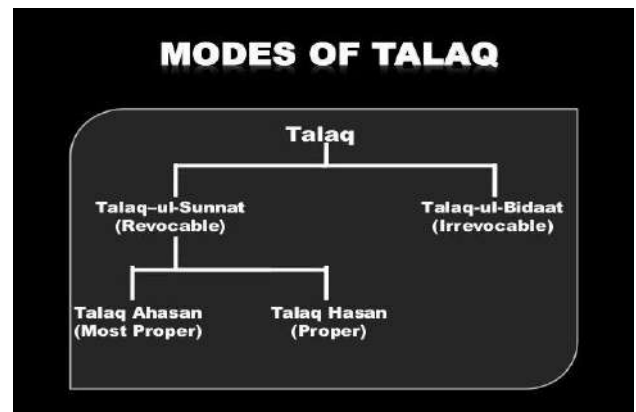 MODES OF TALAQ
Talaq
Talaq–ul-Sunnat
(Revocable)
Talaq-ul-Bidaat
(Irrevocable)
Talaq Ahasan
(Most Proper)
Talaq Hasan
(Proper)